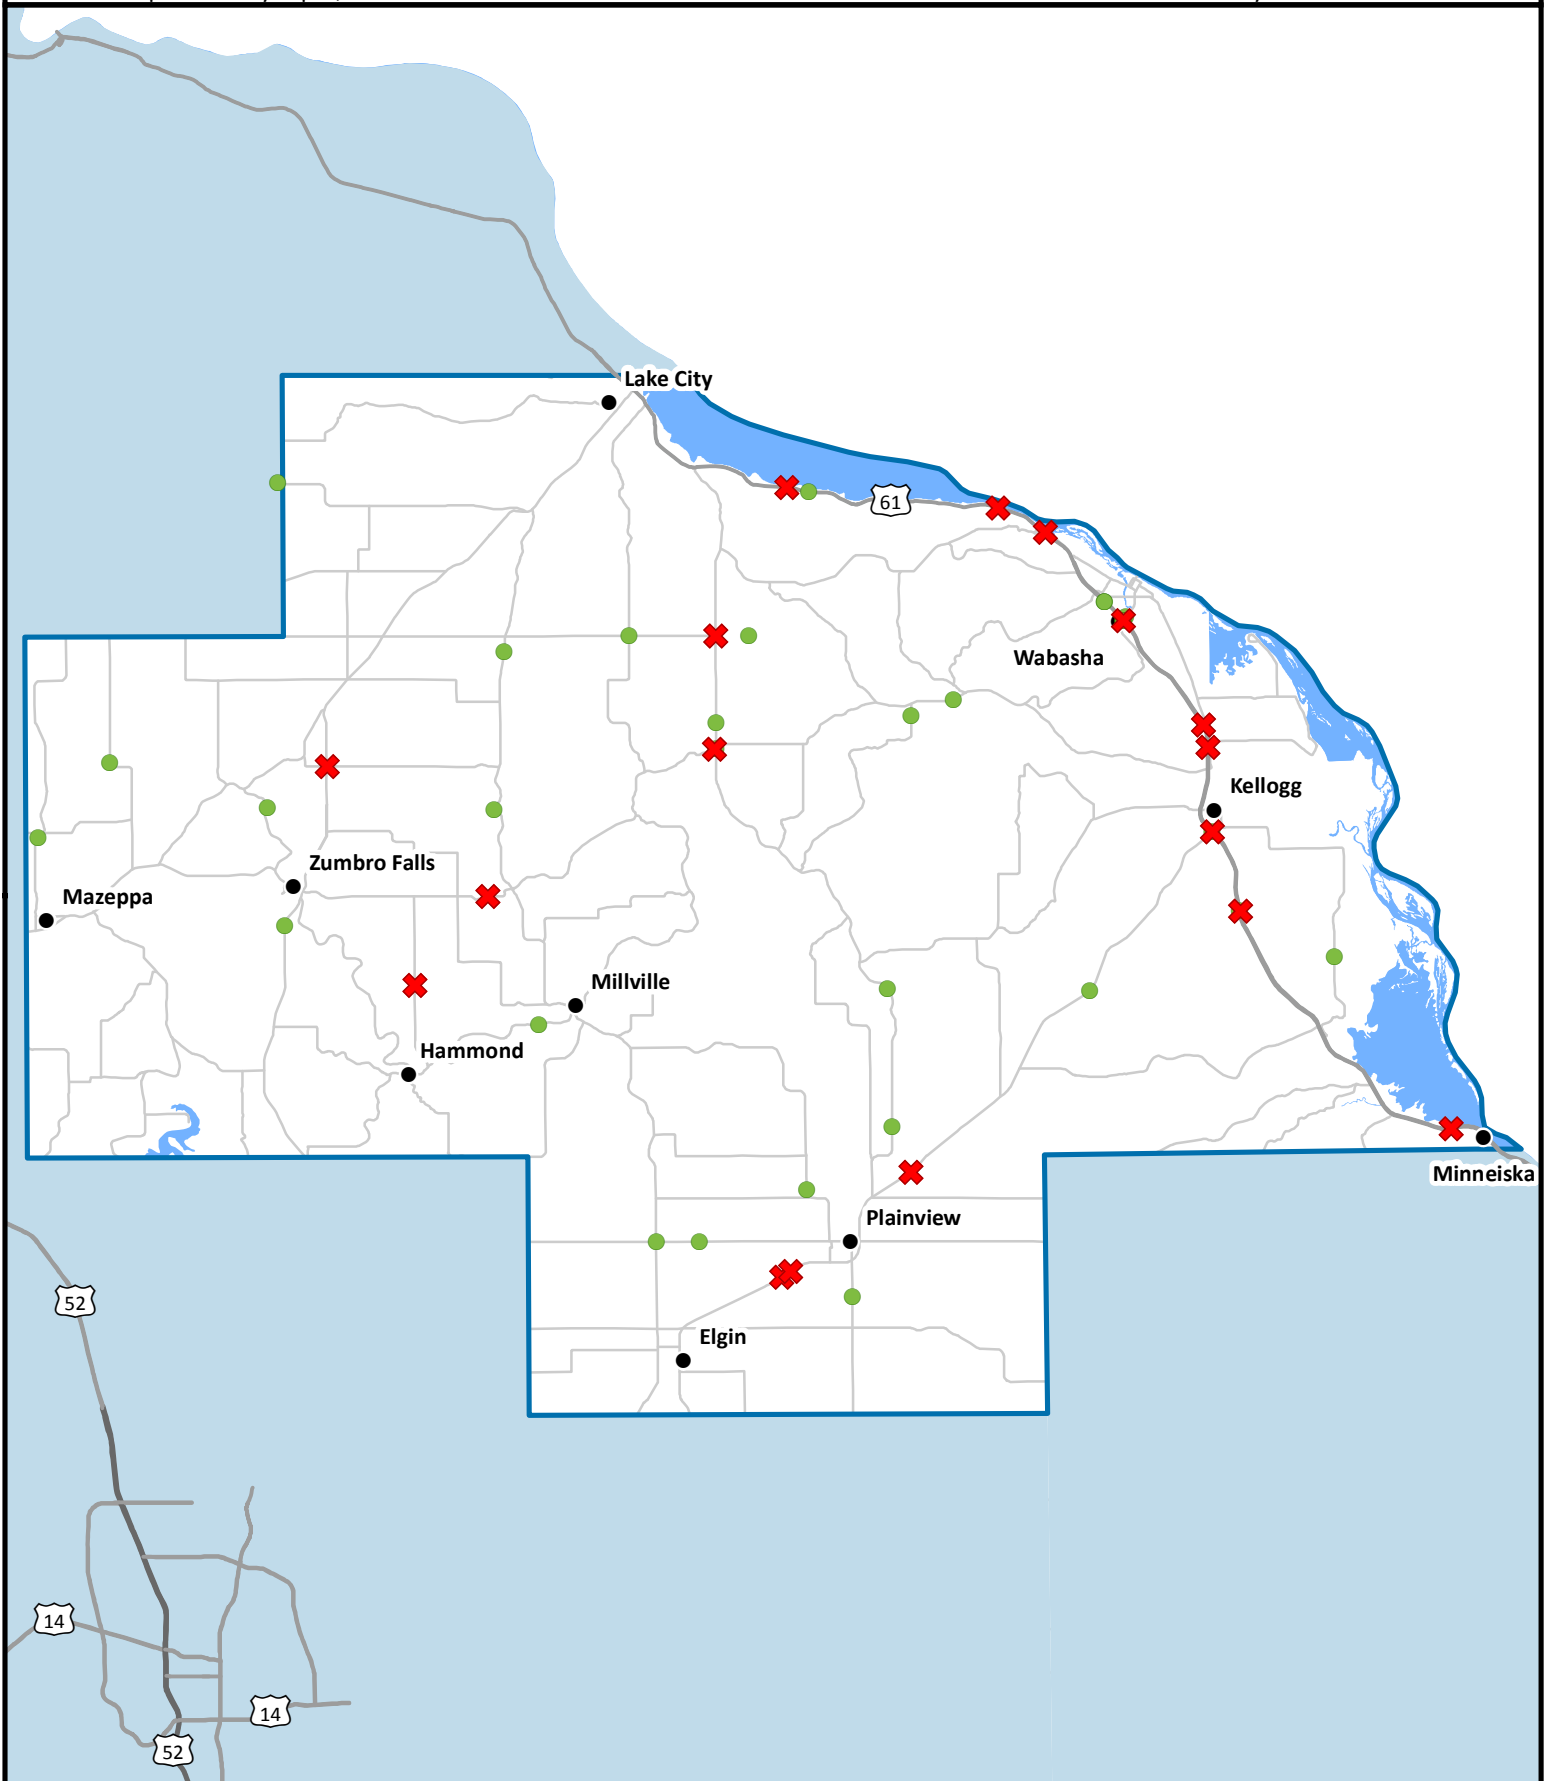 Lake City
61
Wabasha
Kellogg
Zumbro Falls
Mazeppa
Millville
Hammond
Minneiska
Plainview
52
Elgin
14
14
52